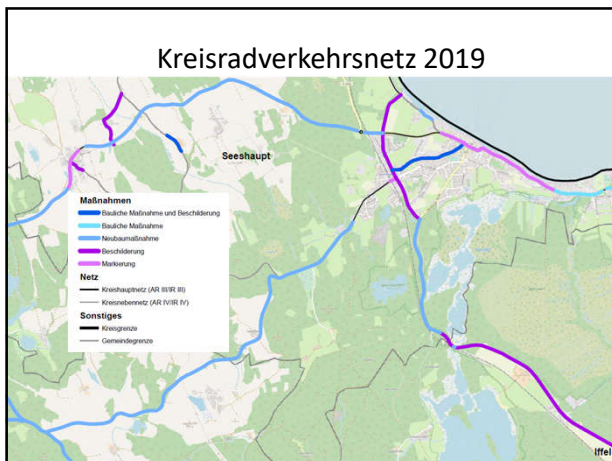 Kreisradverkehrsnetz 2019
Seeshaupt
Maßnahmen
Bauliche Maßnahme und Beschilderung
Bauliche Maßnahme
Neubaumaßnahme
Beschilderung
Markierung
Netz
Kreishauptnetz (AR III/IR III)
Kreisnebennetz (AR IV/IR IV)
Sonstiges
Kreisgrenze
Gemeindegrenze
Iffel